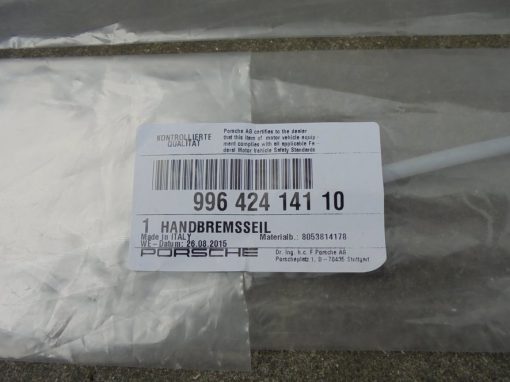 KONTROLLIERTE
QUALITÄT
Porsche AG certifies to the dealer
that this item of motor vehicle equip-
ment complies with all applicable Fe-
deral Motor Vehicle Safety Standards
996 424 141 10
1 HANDBREMSSEIL
Made in ITALY
Materialb.: 8053814178
WE-Datum: 26.08.2015
PORSCHE
Dr.-Ing. h.c. F Porsche AG
Porscheplatz 1, D - 70435 Stuttgart